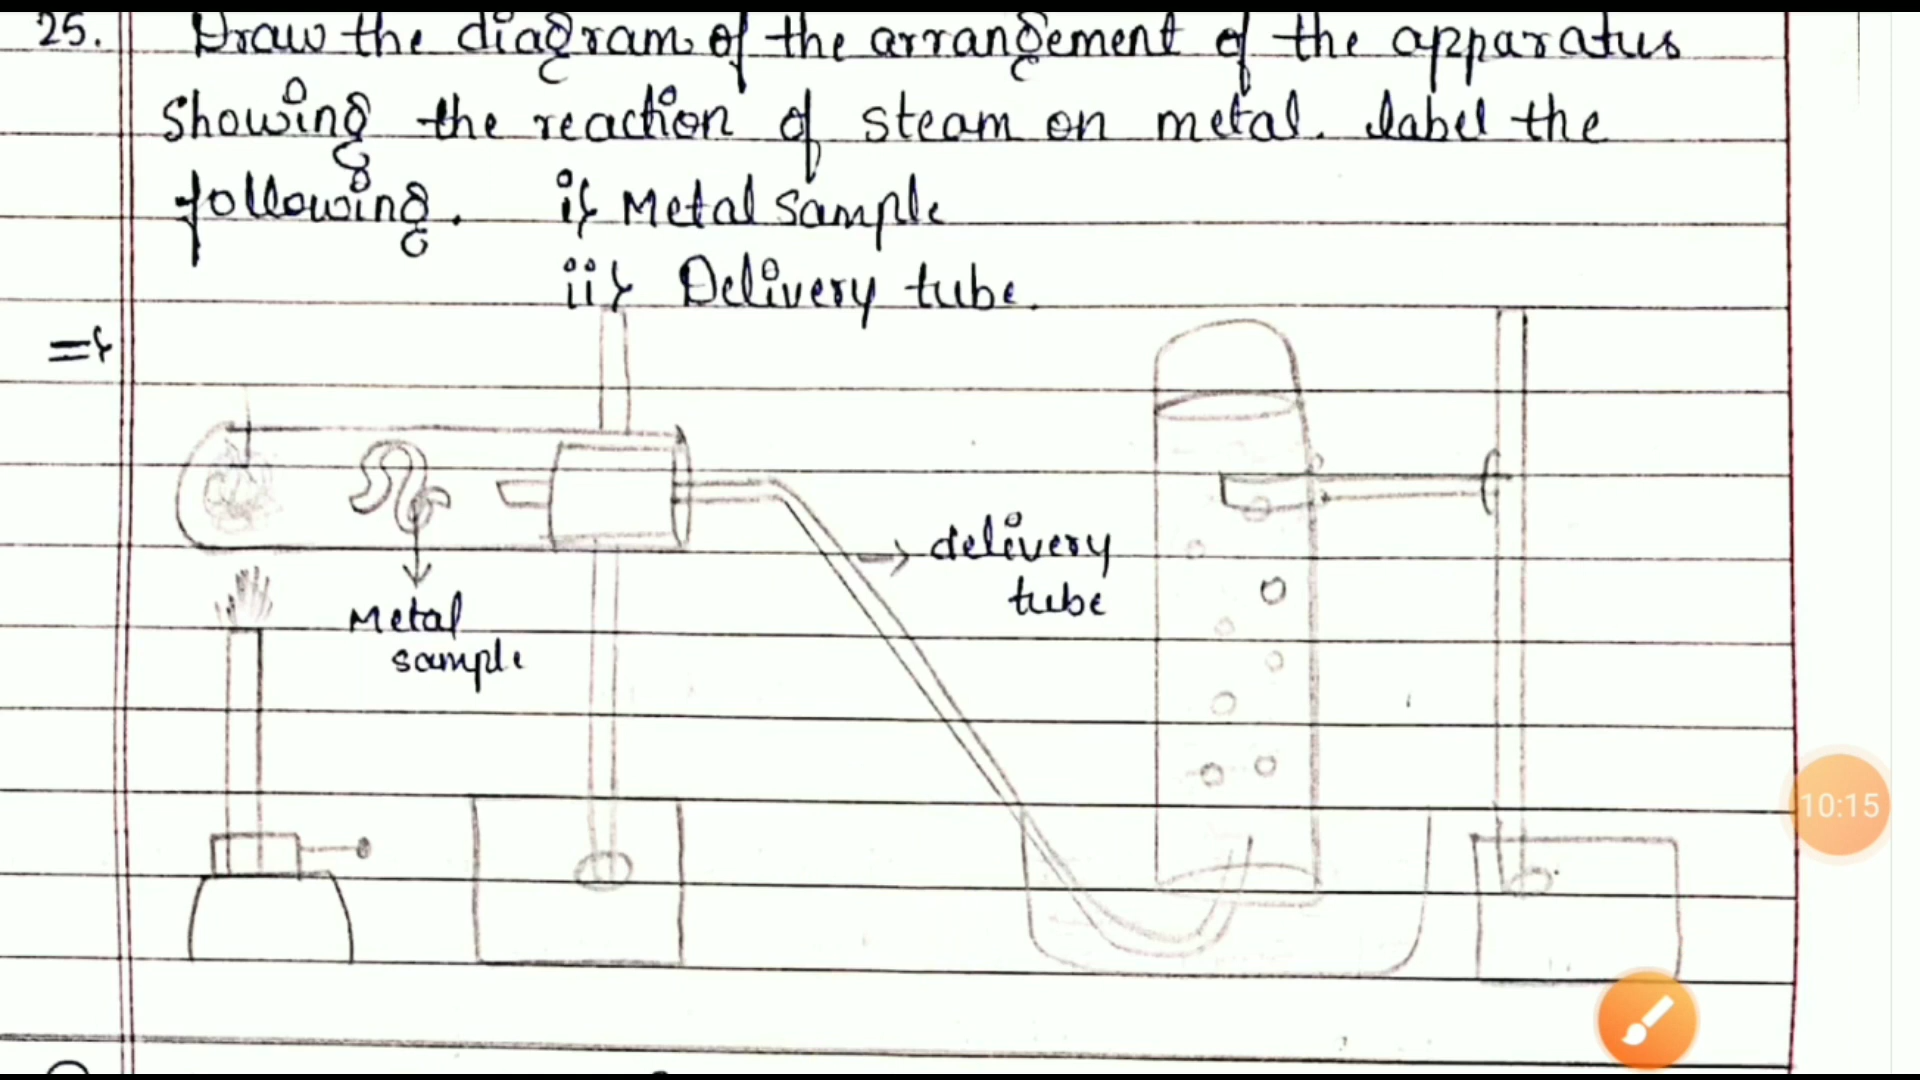 25. Draw the diagram of the arrangement of the apparatus
showing the reaction of steam on metal. label the
following. i} Metal sample
ii} Delivery tube.
=}
delivery
tube
Metal
sample
10:15